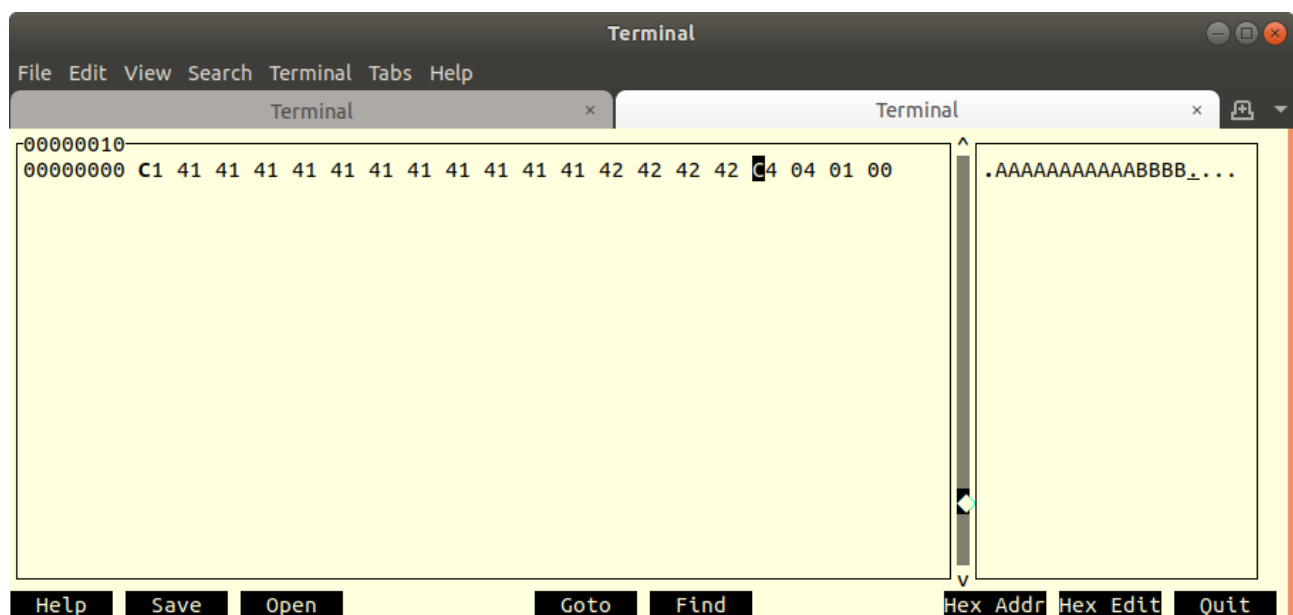 Terminal
File Edit View Search Terminal Tabs Help
Terminal × Terminal ×
00000010
00000000 C1 41 41 41 41 41 41 41 41 41 41 41 42 42 42 42 C4 04 01 00 .AAAAAAAAAAABBBB....
Help Save Open Goto Find Hex Addr Hex Edit Quit